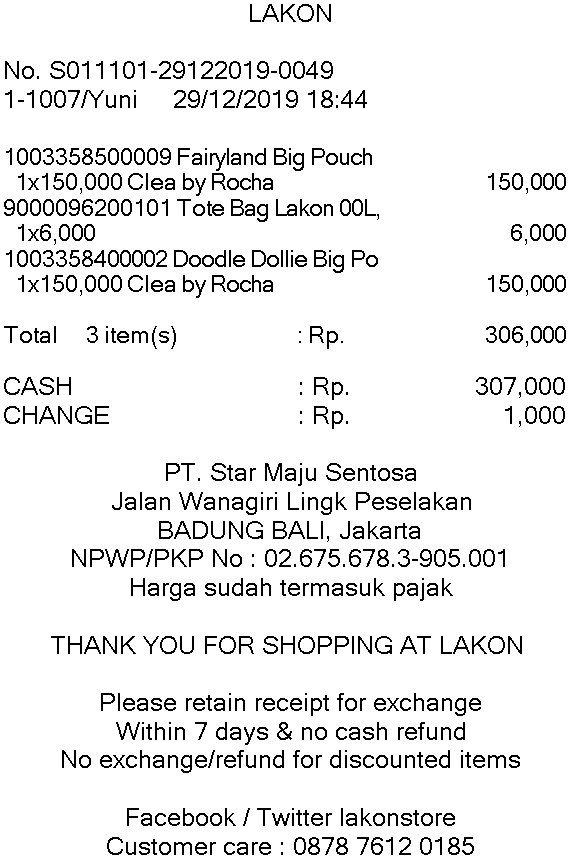 LAKON
No. S011101-29122019-0049
1-1007/Yuni 29/12/2019 18:44
1003358500009 Fairyland Big Pouch
1x150,000 Clea by Rocha 150,000
9000096200101 Tote Bag Lakon 00L,
1x6,000 6,000
1003358400002 Doodle Dollie Big Po
1x150,000 Clea by Rocha 150,000
Total 3 item(s) : Rp. 306,000
CASH : Rp. 307,000
CHANGE : Rp. 1,000
PT. Star Maju Sentosa
Jalan Wanagiri Lingk Peselakan
BADUNG BALI, Jakarta
NPWP/PKP No : 02.675.678.3-905.001
Harga sudah termasuk pajak
THANK YOU FOR SHOPPING AT LAKON
Please retain receipt for exchange
Within 7 days & no cash refund
No exchange/refund for discounted items
Facebook / Twitter lakonstore
Customer care : 0878 7612 0185